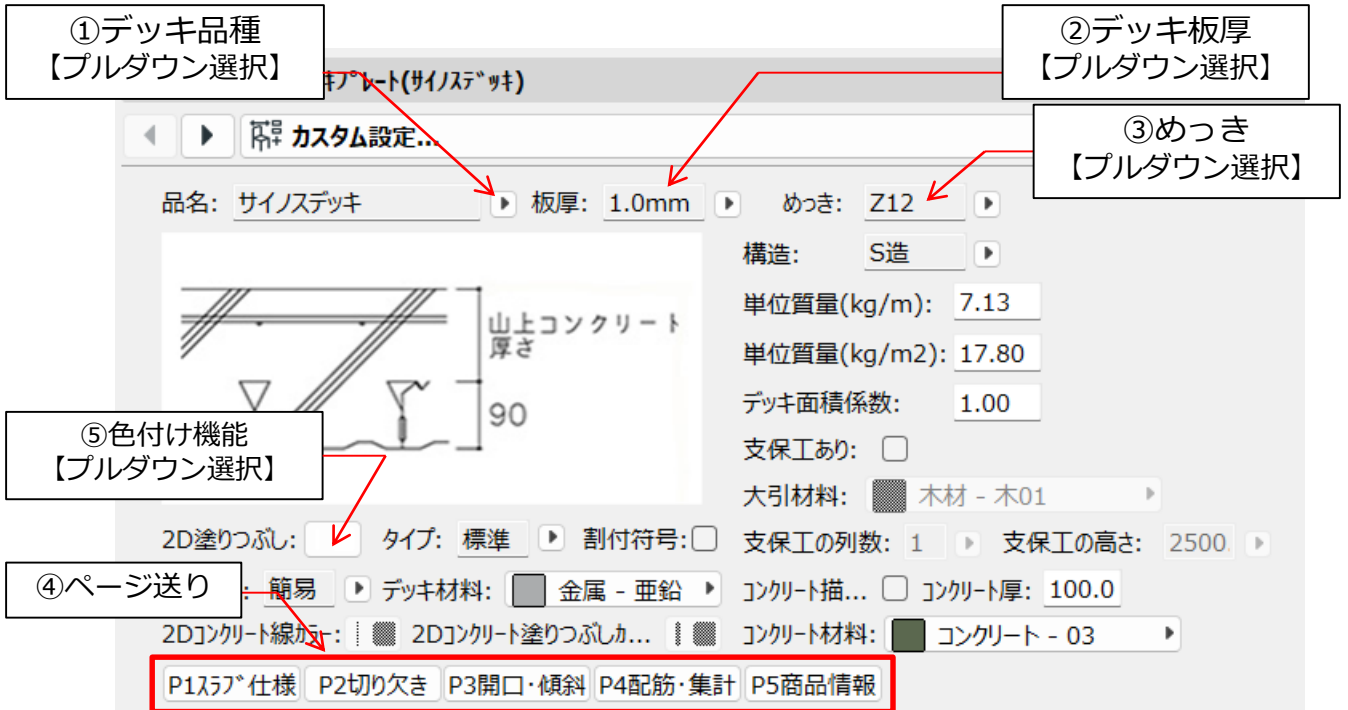 ①デッキ品種
【プルダウン選択】
②デッキ板厚
【プルダウン選択】
ｷﾌﾟﾚｰﾄ(ｻｲﾉｽﾃﾞｯｷ)
③めっき
【プルダウン選択】
カスタム設定...
品名: サイノスデッキ 板厚: 1.0mm めっき: Z12
構造: S造
単位質量(kg/m): 7.13
山上コンクリート
厚さ
単位質量(kg/m2): 17.80
90
デッキ面積係数: 1.00
⑤色付け機能
【プルダウン選択】
支保工あり:
大引材料: 木材 - 木01
2D塗りつぶし: タイプ: 標準 割付符号: 支保工の列数: 1 支保工の高さ: 2500.
④ページ送り
: 簡易 デッキ材料: 金属 - 亜鉛 ｺﾝｸﾘｰﾄ描... ｺﾝｸﾘｰﾄ厚: 100.0
2Dｺﾝｸﾘｰﾄ線ｶﾗｰ: 2Dｺﾝｸﾘｰﾄ塗りつぶしｶ... ｺﾝｸﾘｰﾄ材料: コンクリート - 03
P1ｽﾗﾌﾞ仕様 P2切り欠き P3開口・傾斜 P4配筋・集計 P5商品情報